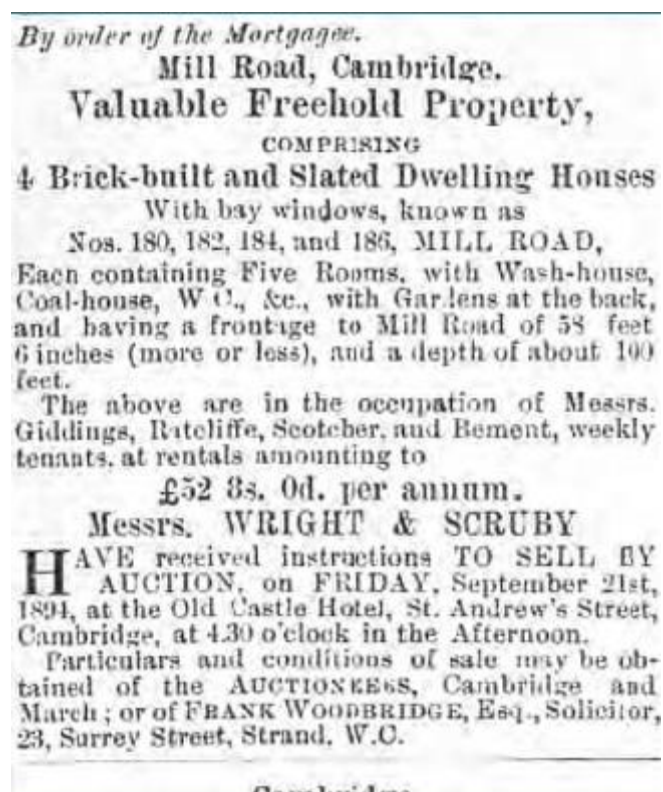 By order of the Mortgagee.
Mill Road, Cambridge.
Valuable Freehold Property,
COMPRISING
4 Brick-built and Slated Dwelling Houses
With bay windows, known as
Nos. 180, 182, 184, and 186, MILL ROAD,
Each containing Five Rooms, with Wash-house,
Coal-house, W C., &c., with Gardens at the back,
and having a frontage to Mill Road of 58 feet
6 inches (more or less), and a depth of about 100
feet.
The above are in the occupation of Messrs.
Giddings, Ratcliffe, Scotcher, and Bement, weekly
tenants, at rentals amounting to
£52 8s. 0d. per annum.
Messrs. WRIGHT & SCRUBY
HAVE received instructions TO SELL BY
AUCTION, on FRIDAY, September 21st,
1894, at the Old Castle Hotel, St. Andrew's Street,
Cambridge, at 4.30 o'clock in the Afternoon.
Particulars and conditions of sale may be ob-
tained of the AUCTIONEERS, Cambridge and
March; or of FRANK WOODBRIDGE, Esq., Solicitor,
23, Surrey Street, Strand, W.C.